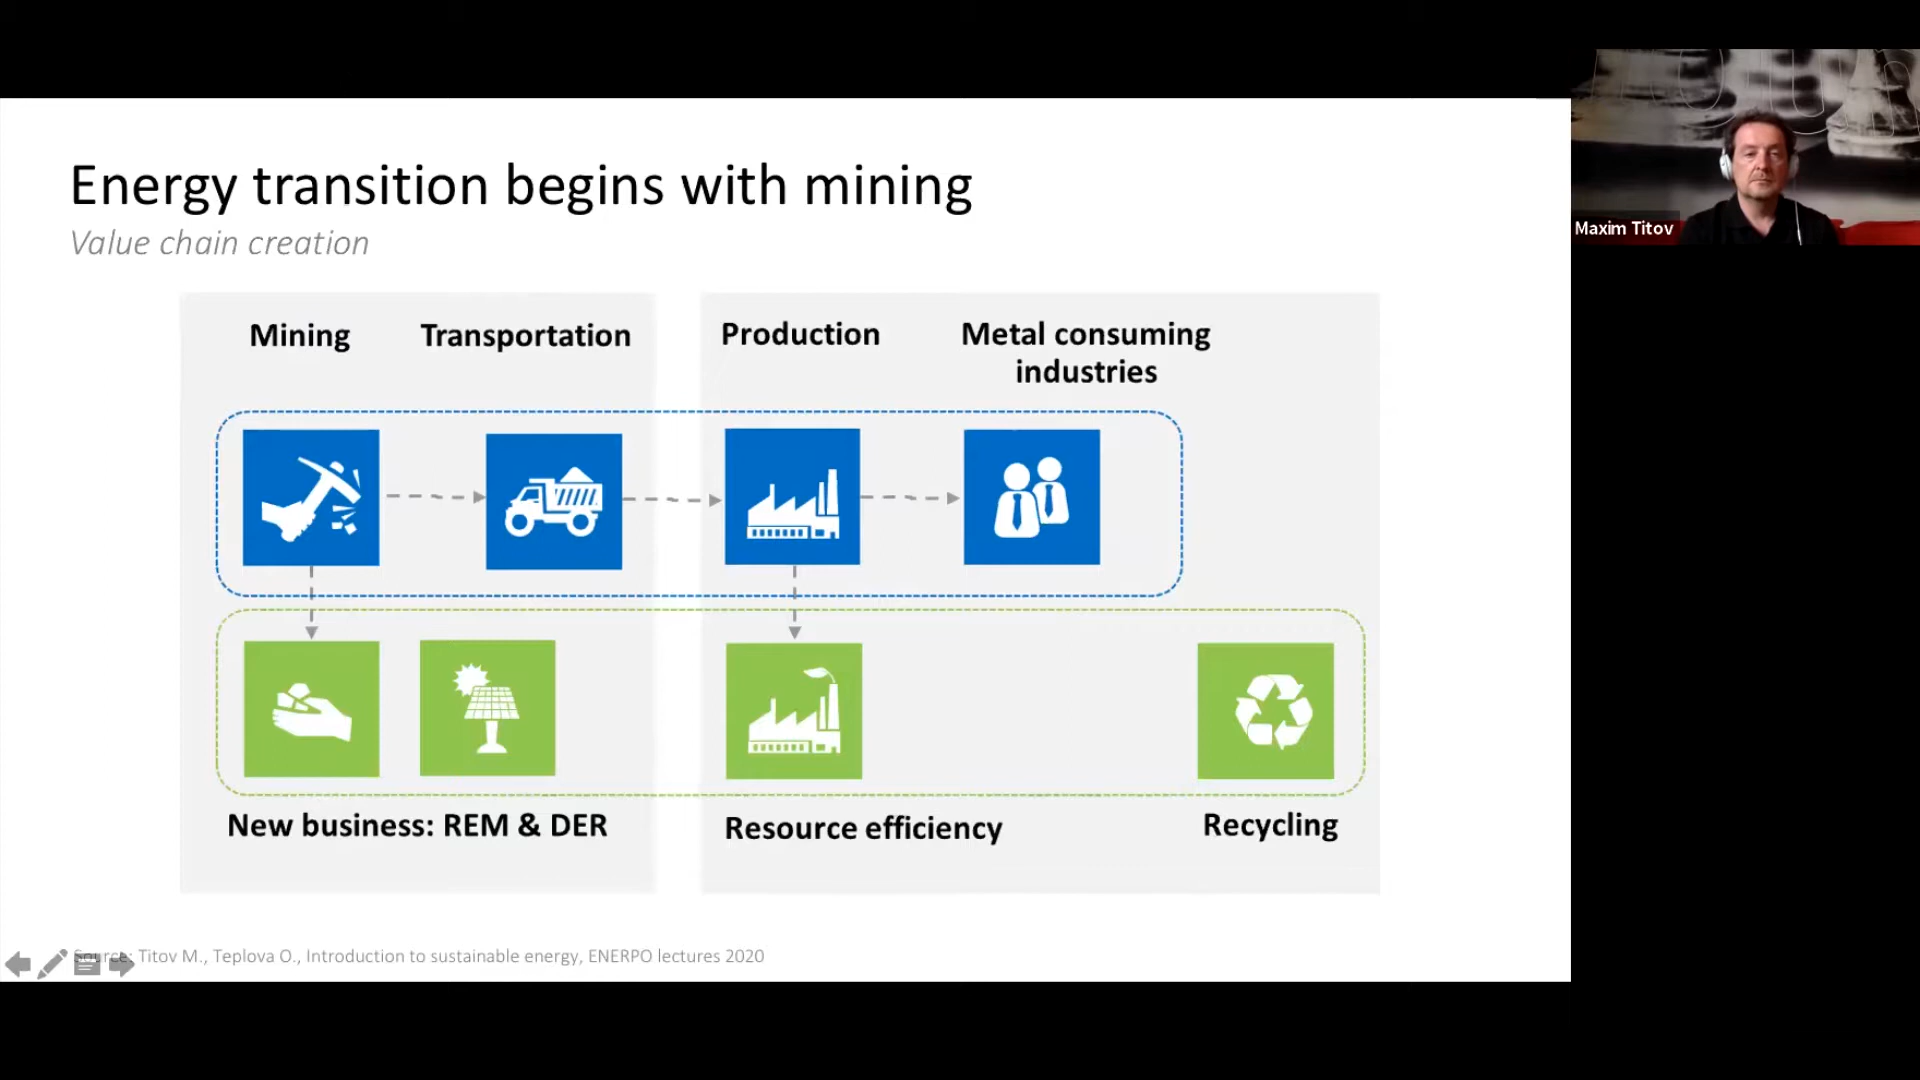 Energy transition begins with mining
Value chain creation
Mining
Transportation
Production
Metal consuming
industries
New business: REM & DER
Resource efficiency
Recycling
Source: Titov M., Teplova O., Introduction to sustainable energy, ENERPO lectures 2020
Maxim Titov